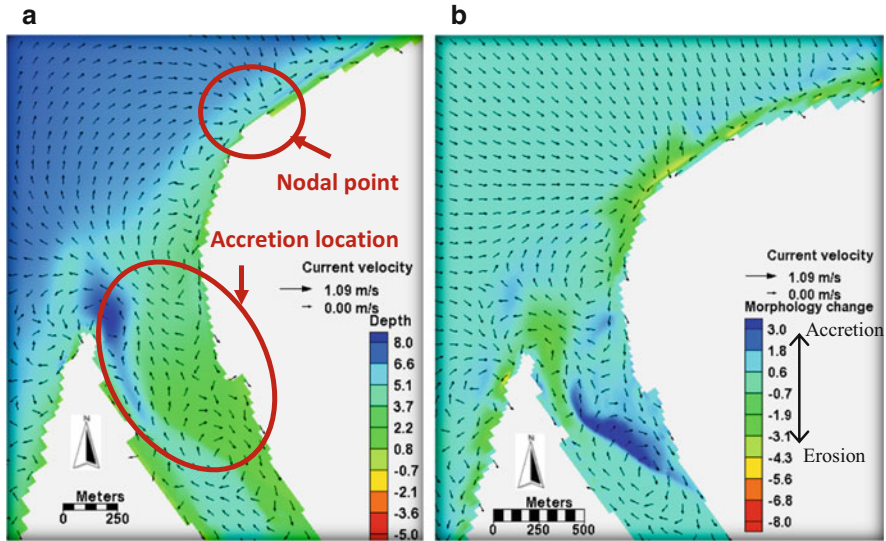 a
Nodal point
Accretion location
Current velocity
1.09 m/s
0.00 m/s
Depth
8.0
6.6
5.1
3.7
2.2
0.8
-0.7
-2.1
-3.6
-5.0
N
Meters
0 250
b
Current velocity
1.09 m/s
0.00 m/s
Morphology change
3.0
1.8
0.6
-0.7
-1.9
-3.1
-4.3
-5.6
-6.8
-8.0
Accretion
Erosion
N
Meters
0 250 500